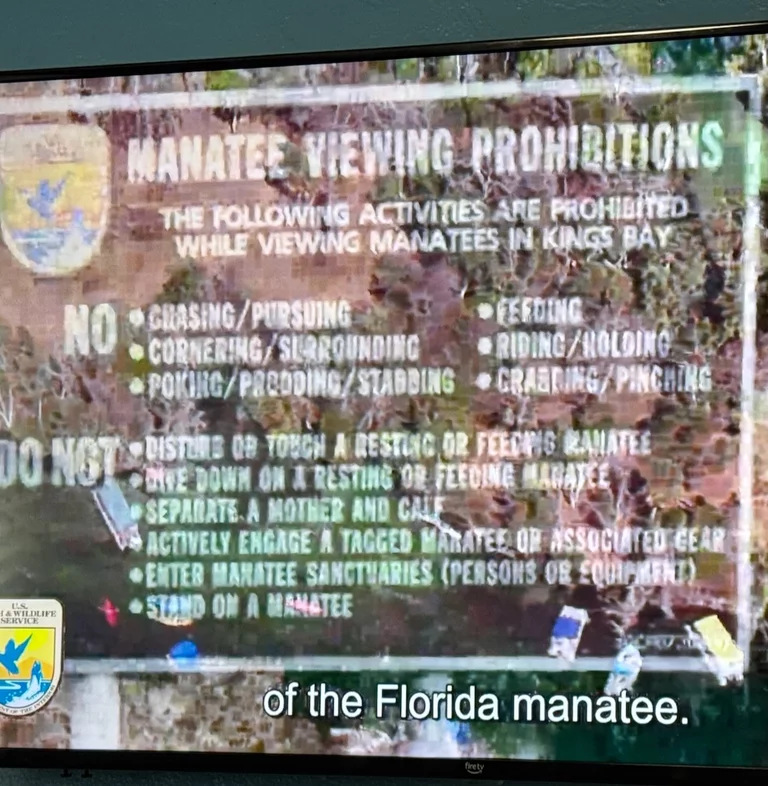 MANATEE VIEWING PROHIBITIONS
THE FOLLOWING ACTIVITIES ARE PROHIBITED
WHILE VIEWING MANATEES IN KINGS BAY
NO • CHASING/PURSUING • FEEDING
• CORNERING/SURROUNDING • RIDING/HOLDING
• POKING/PRODDING/STABBING • GRABBING/PINCHING
DO NOT • DISTURB OR TOUCH A RESTING OR FEEDING MANATEE
• DIVE DOWN ON A RESTING OR FEEDING MANATEE
• SEPARATE A MOTHER AND CALF
• ACTIVELY ENGAGE A TAGGED MANATEE OR ASSOCIATED GEAR
• ENTER MANATEE SANCTUARIES (PERSONS OR EQUIPMENT)
• STAND ON A MANATEE
U.S.
& WILDLIFE
SERVICE
of the Florida manatee.
firetv